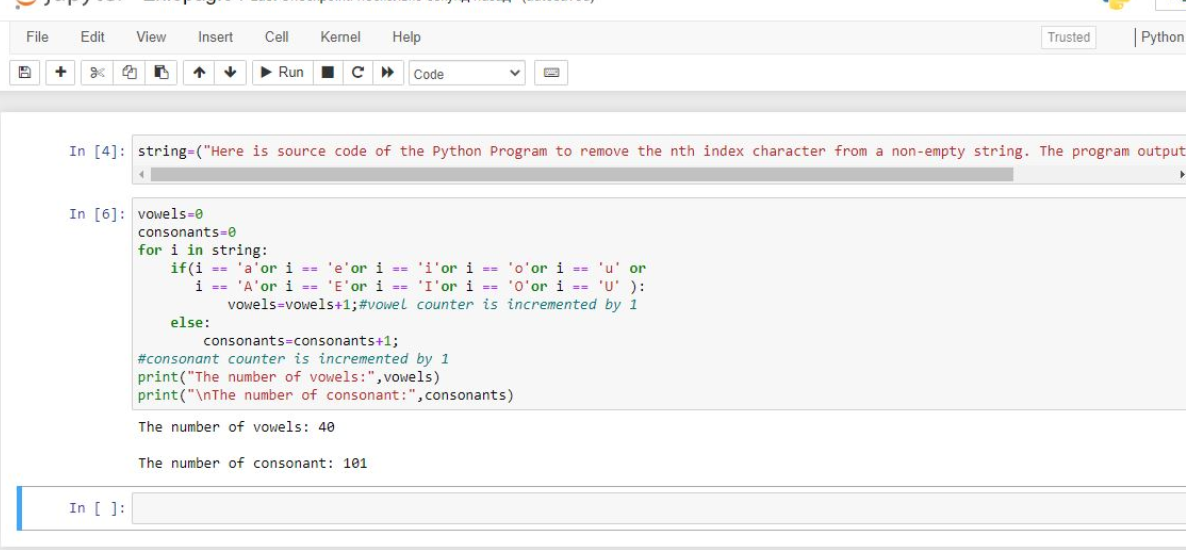 File Edit View Insert Cell Kernel Help Trusted Python
Run Code
In [4]: string=("Here is source code of the Python Program to remove the nth index character from a non-empty string. The program output
In [6]: vowels=0
consonants=0
for i in string:
if(i == 'a'or i == 'e'or i == 'i'or i == 'o'or i == 'u' or
i == 'A'or i == 'E'or i == 'I'or i == 'O'or i == 'U' ):
vowels=vowels+1;#vowel counter is incremented by 1
else:
consonants=consonants+1;
#consonant counter is incremented by 1
print("The number of vowels:",vowels)
print("\nThe number of consonant:",consonants)
The number of vowels: 40
The number of consonant: 101
In [ ]: